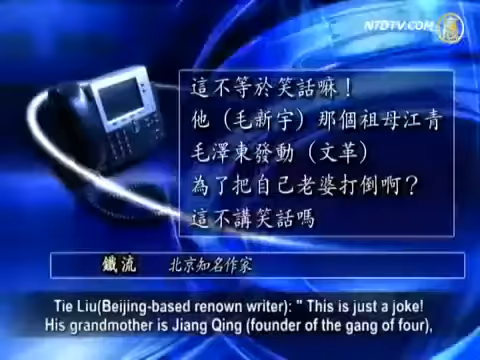 NTDTV.COM
這不等於笑話嘛！
他（毛新宇）那個祖母江青
毛澤東發動（文革）
為了把自己老婆打倒啊？
這不講笑話嗎
鐵流 北京知名作家
Tie Liu(Beijing-based renown writer): " This is just a joke!
His grandmother is Jiang Qing (founder of the gang of four),